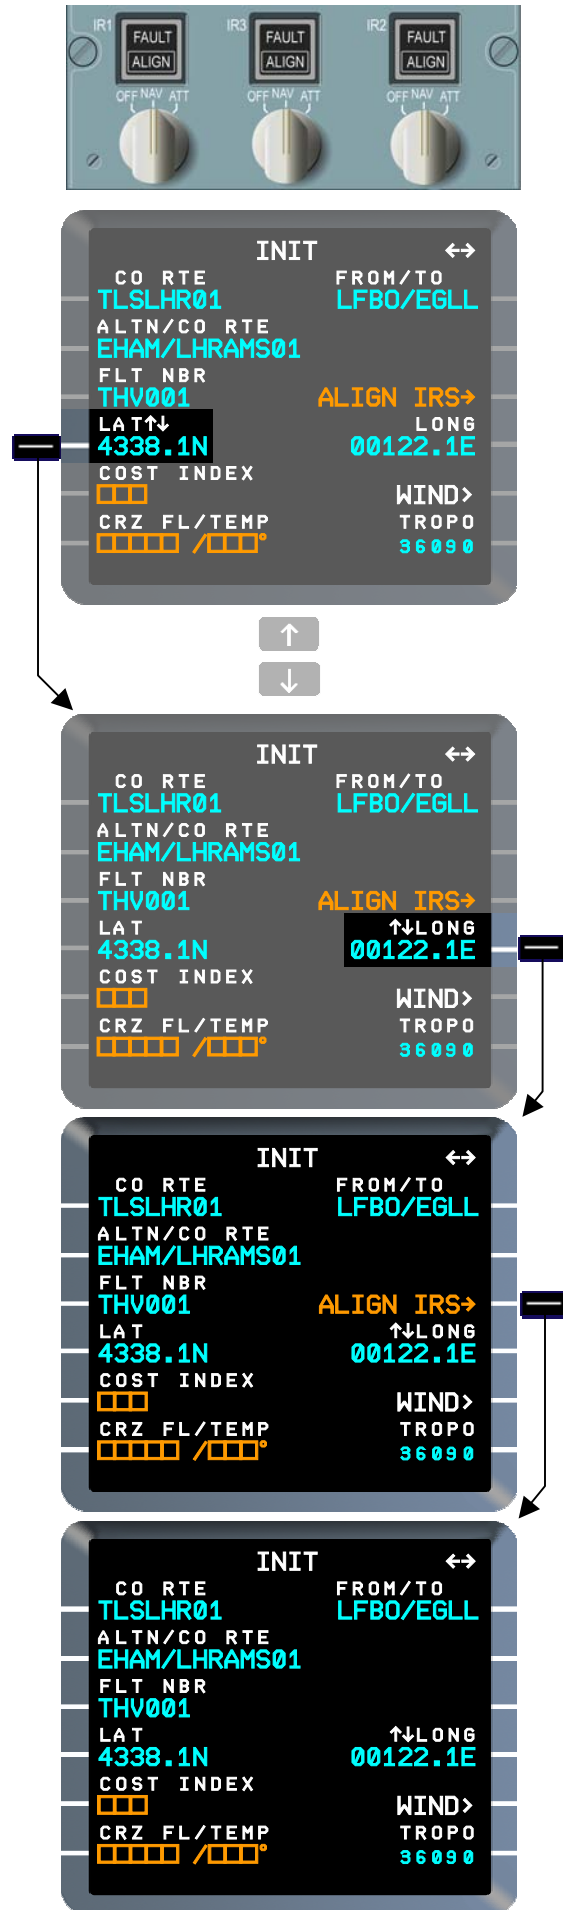 IR1 FAULT ALIGN IR3 FAULT ALIGN IR2 FAULT ALIGN
OFF NAV ATT OFF NAV ATT OFF NAV ATT
INIT ←→
CO RTE FROM/TO
TLSLHR01 LFBO/EGLL
ALTN/CO RTE
EHAM/LHRAMS01
FLT NBR
THV001 ALIGN IRS→
LAT↑↓ LONG
4338.1N 00122.1E
COST INDEX
□□□ WIND>
CRZ FL/TEMP TROPO
□□□□□ /□□□° 36090
↑
↓
INIT ←→
CO RTE FROM/TO
TLSLHR01 LFBO/EGLL
ALTN/CO RTE
EHAM/LHRAMS01
FLT NBR
THV001 ALIGN IRS→
LAT ↑↓LONG
4338.1N 00122.1E
COST INDEX
□□□ WIND>
CRZ FL/TEMP TROPO
□□□□□ /□□□° 36090
INIT ←→
CO RTE FROM/TO
TLSLHR01 LFBO/EGLL
ALTN/CO RTE
EHAM/LHRAMS01
FLT NBR
THV001 ALIGN IRS→
LAT ↑↓LONG
4338.1N 00122.1E
COST INDEX
□□□ WIND>
CRZ FL/TEMP TROPO
□□□□□ /□□□° 36090
INIT ←→
CO RTE FROM/TO
TLSLHR01 LFBO/EGLL
ALTN/CO RTE
EHAM/LHRAMS01
FLT NBR
THV001
LAT ↑↓LONG
4338.1N 00122.1E
COST INDEX
□□□ WIND>
CRZ FL/TEMP TROPO
□□□□□ /□□□° 36090